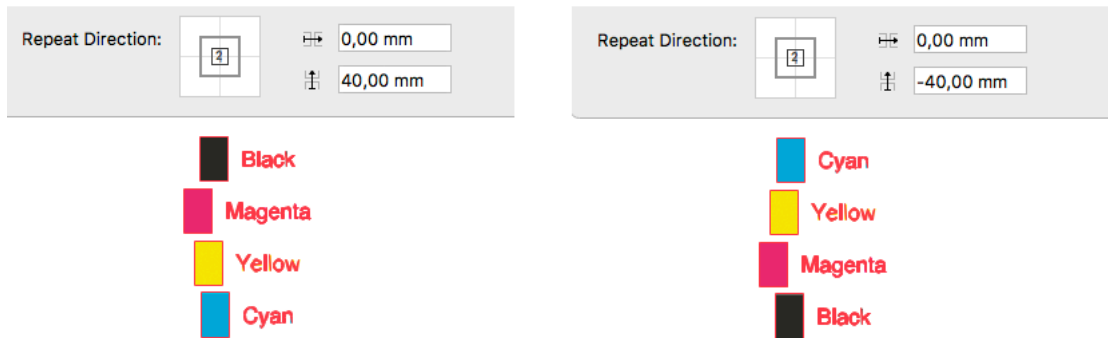 Repeat Direction:
2
0,00 mm
40,00 mm
Black
Magenta
Yellow
Cyan
Repeat Direction:
2
0,00 mm
-40,00 mm
Cyan
Yellow
Magenta
Black